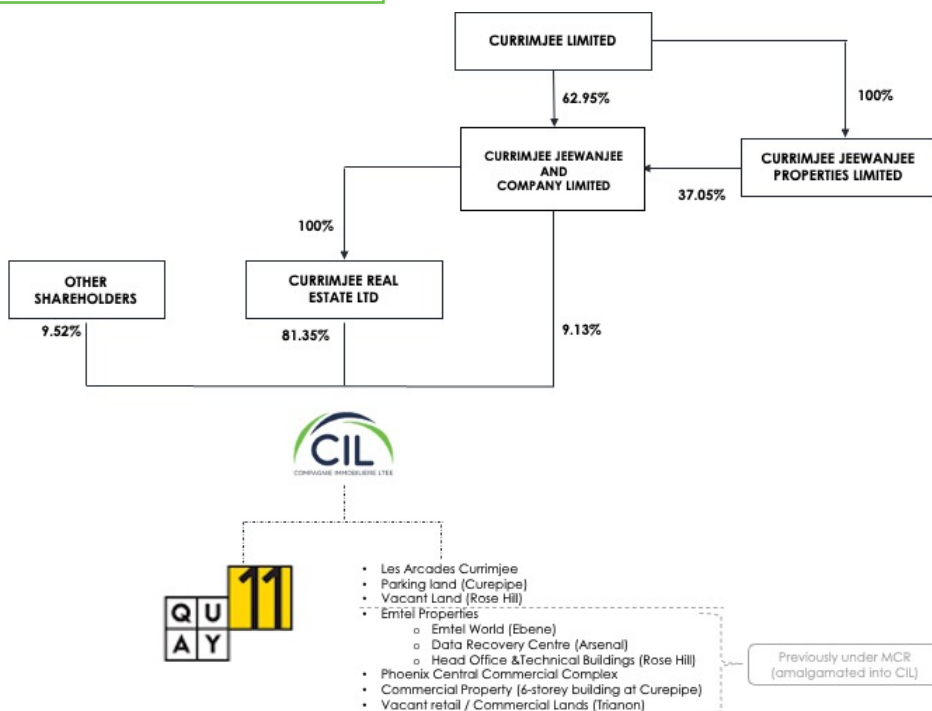 CURRIMJEE LIMITED
62.95%
100%
CURRIMJEE JEEWANJEE
AND
COMPANY LIMITED
CURRIMJEE JEEWANJEE
PROPERTIES LIMITED
37.05%
100%
OTHER
SHAREHOLDERS
CURRIMJEE REAL
ESTATE LTD
9.52%
81.35%
9.13%
CIL
COMPAGNIE IMMOBILIERE LTEE
QU
AY
11
• Les Arcades Currimjee
• Parking land (Curepipe)
• Vacant Land (Rose Hill)
• Emtel Properties
o Emtel World (Ebene)
o Data Recovery Centre (Arsenal)
o Head Office &Technical Buildings (Rose Hill)
• Phoenix Central Commercial Complex
• Commercial Property (6-storey building at Curepipe)
• Vacant retail / Commercial Lands (Trianon)
Previously under MCR
(amalgamated into CIL)